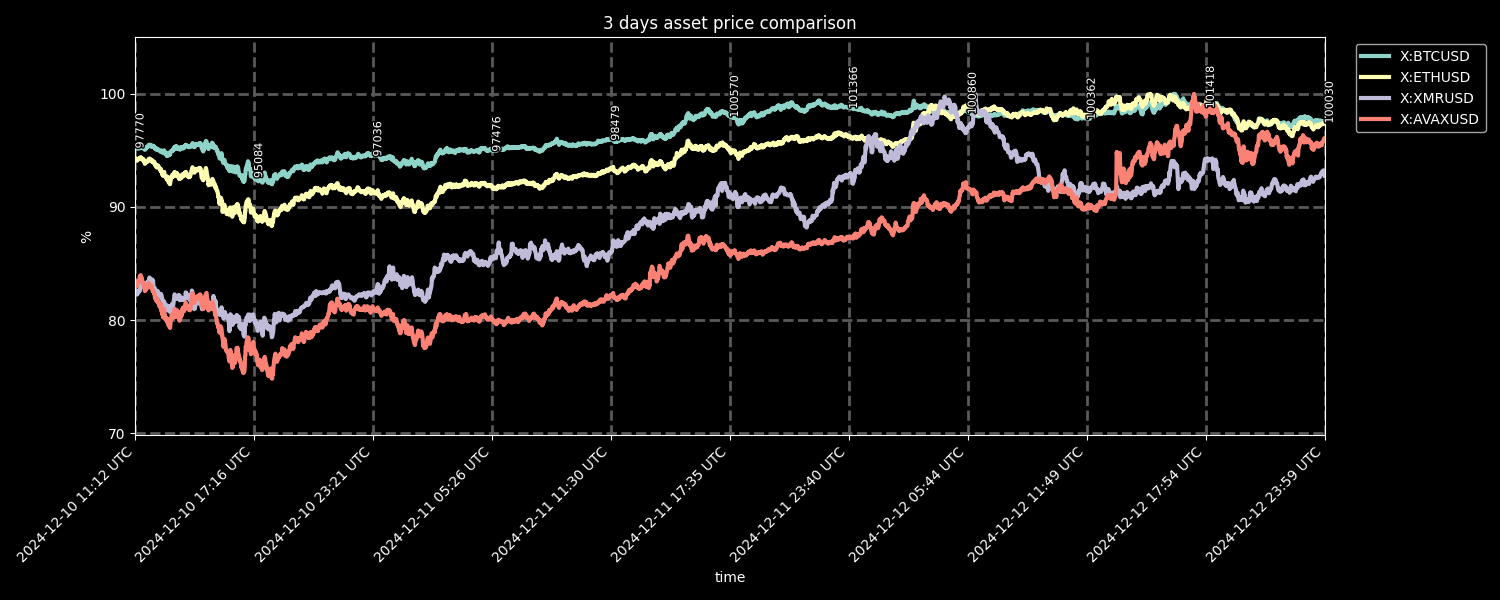 3 days asset price comparison
X:BTCUSD
X:ETHUSD
X:XMRUSD
X:AVAXUSD
100
90
80
70
%
97770
95084
97036
97476
98479
100570
101366
100860
100362
101418
100030
2024-12-10 11:12 UTC
2024-12-10 17:16 UTC
2024-12-10 23:21 UTC
2024-12-11 05:26 UTC
2024-12-11 11:30 UTC
2024-12-11 17:35 UTC
2024-12-11 23:40 UTC
2024-12-12 05:44 UTC
2024-12-12 11:49 UTC
2024-12-12 17:54 UTC
2024-12-12 23:59 UTC
time